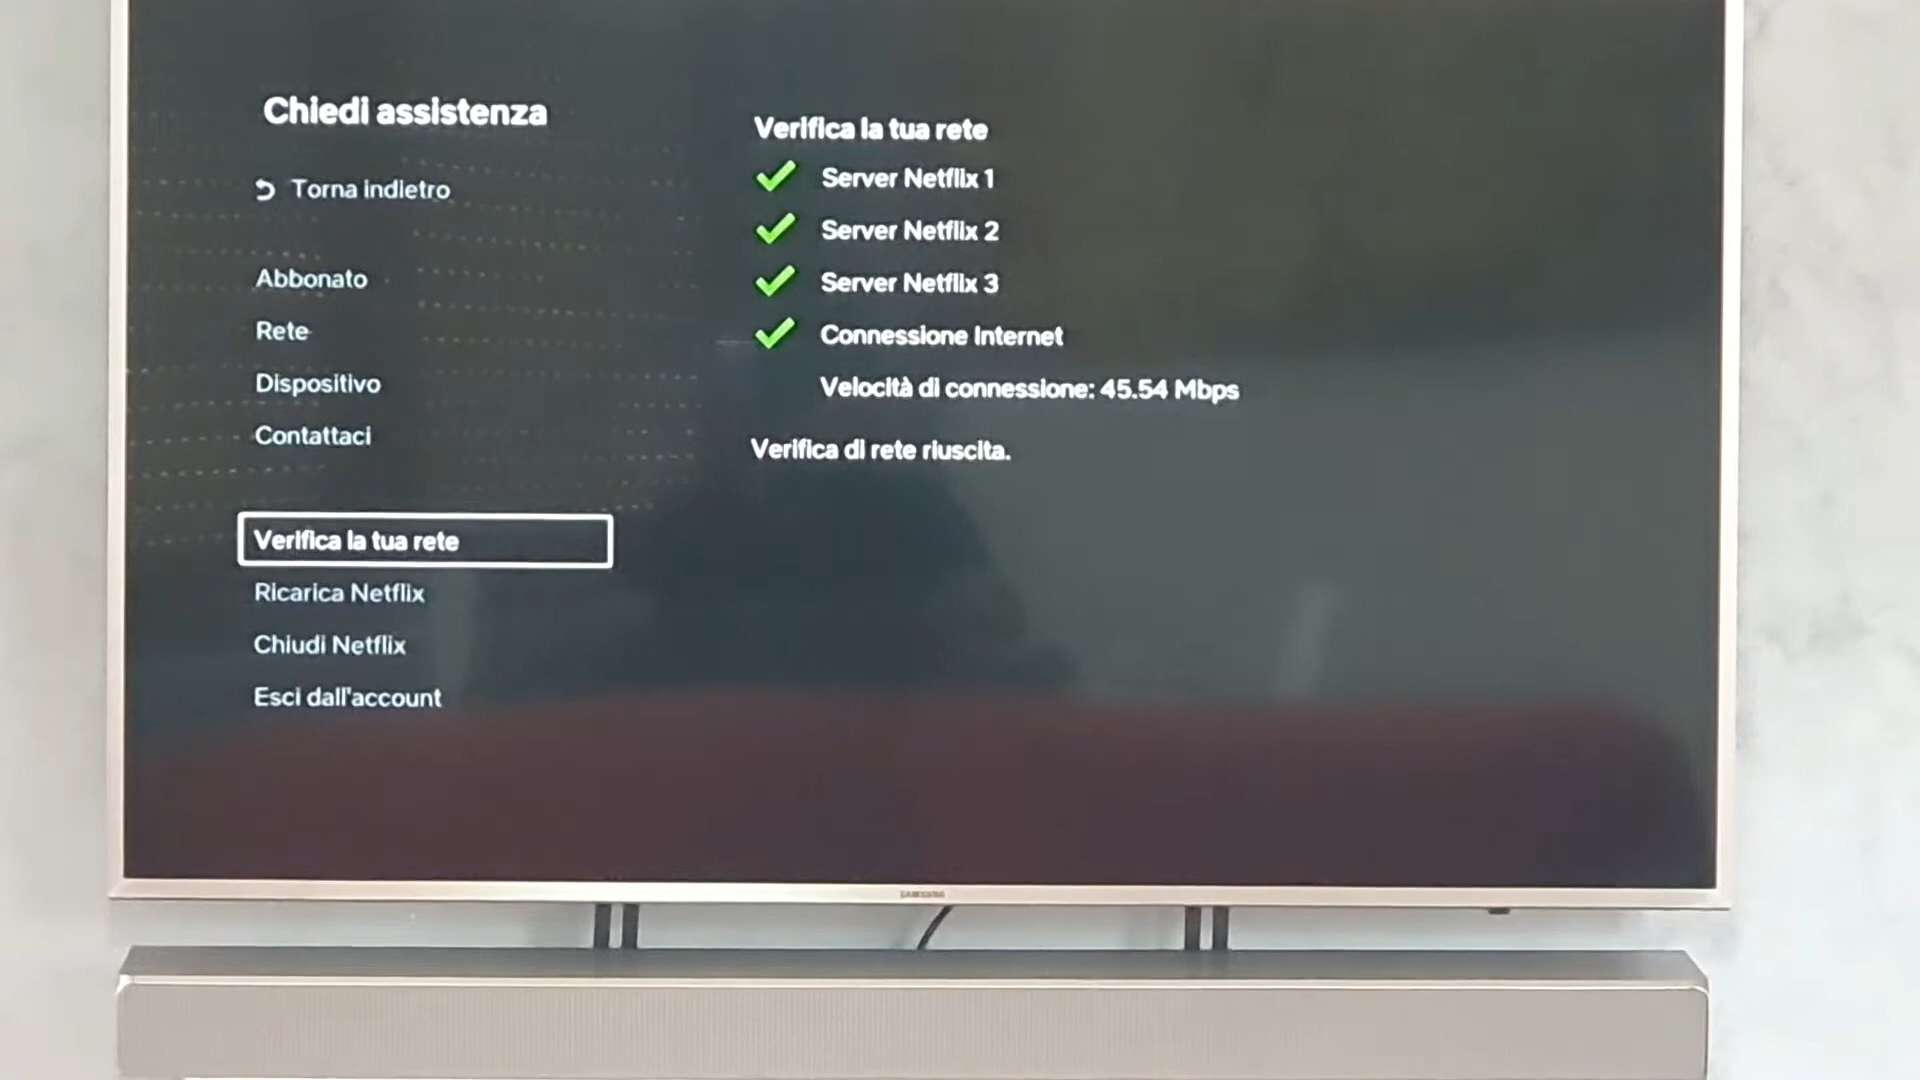 Chiedi assistenza
Torna indietro
Abbonato
Rete
Dispositivo
Contattaci
Verifica la tua rete
Ricarica Netflix
Chiudi Netflix
Esci dall'account
Verifica la tua rete
Server Netflix 1
Server Netflix 2
Server Netflix 3
Connessione Internet
Velocità di connessione: 45.54 Mbps
Verifica di rete riuscita.
SAMSUNG